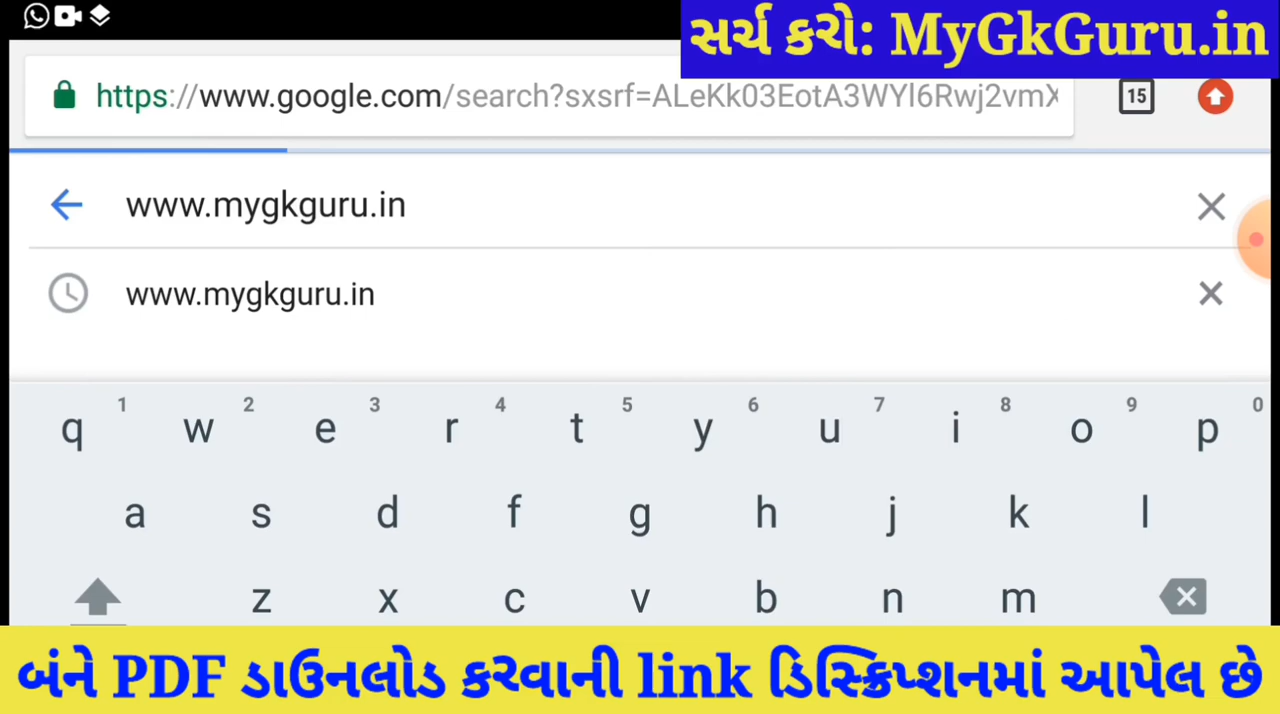 સર્ચ કરો: MyGkGuru.in
https://www.google.com/search?sxsrf=ALeKk03EotA3WYl6Rwj2vmX
15
www.mygkguru.in
www.mygkguru.in
1 2 3 4 5 6 7 8 9 0
q w e r t y u i o p
a s d f g h j k l
z x c v b n m
બંને PDF ડાઉનલોડ કરવાની link ડિસ્ક્રિપ્શનમાં આપેલ છે